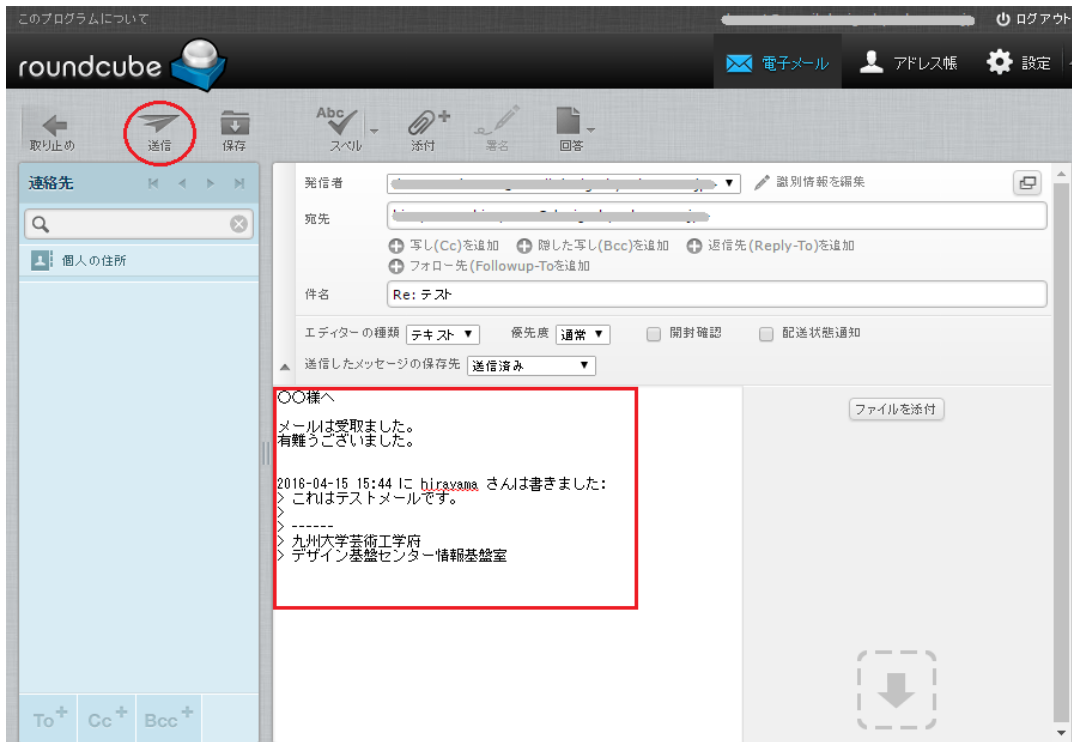 このプログラムについて
ログアウト
roundcube
電子メール
アドレス帳
設定
取り止め
送信
保存
Abc
スペル
添付
署名
回答
連絡先
個人の住所
To+ Cc+ Bcc+
発信者
識別情報を編集
宛先
写し(Cc)を追加 隠した写し(Bcc)を追加 返信先(Reply-To)を追加
フォロー先(Followup-Toを追加
件名 Re: テスト
エディターの種類 テキスト 優先度 通常 開封確認 配送状態通知
送信したメッセージの保存先 送信済み
〇〇様へ
メールは受取ました。
有難うございました。
2016-04-15 15:44 に hirayama さんは書きました:
> これはテストメールです。
>
> ------
> 九州大学芸術工学府
> デザイン基盤センター情報基盤室
ファイルを添付